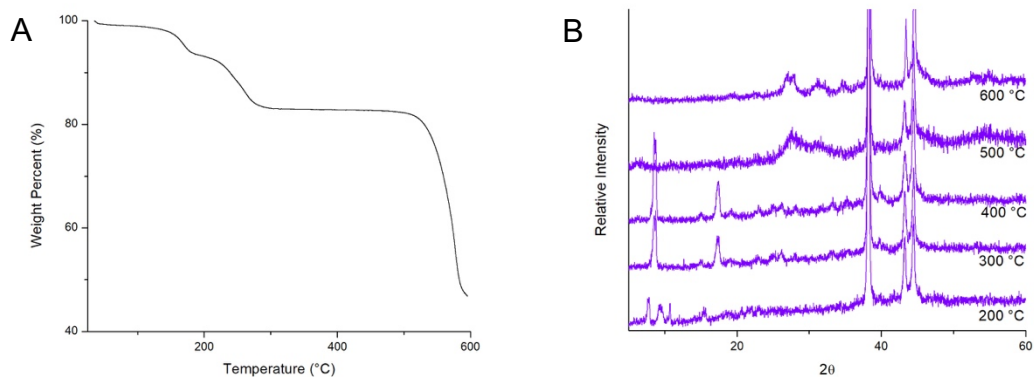 A
100
80
60
40
Weight Percent (%)
200
400
600
Temperature (°C)
B
Relative Intensity
600 °C
500 °C
400 °C
300 °C
200 °C
20
40
60
2θ